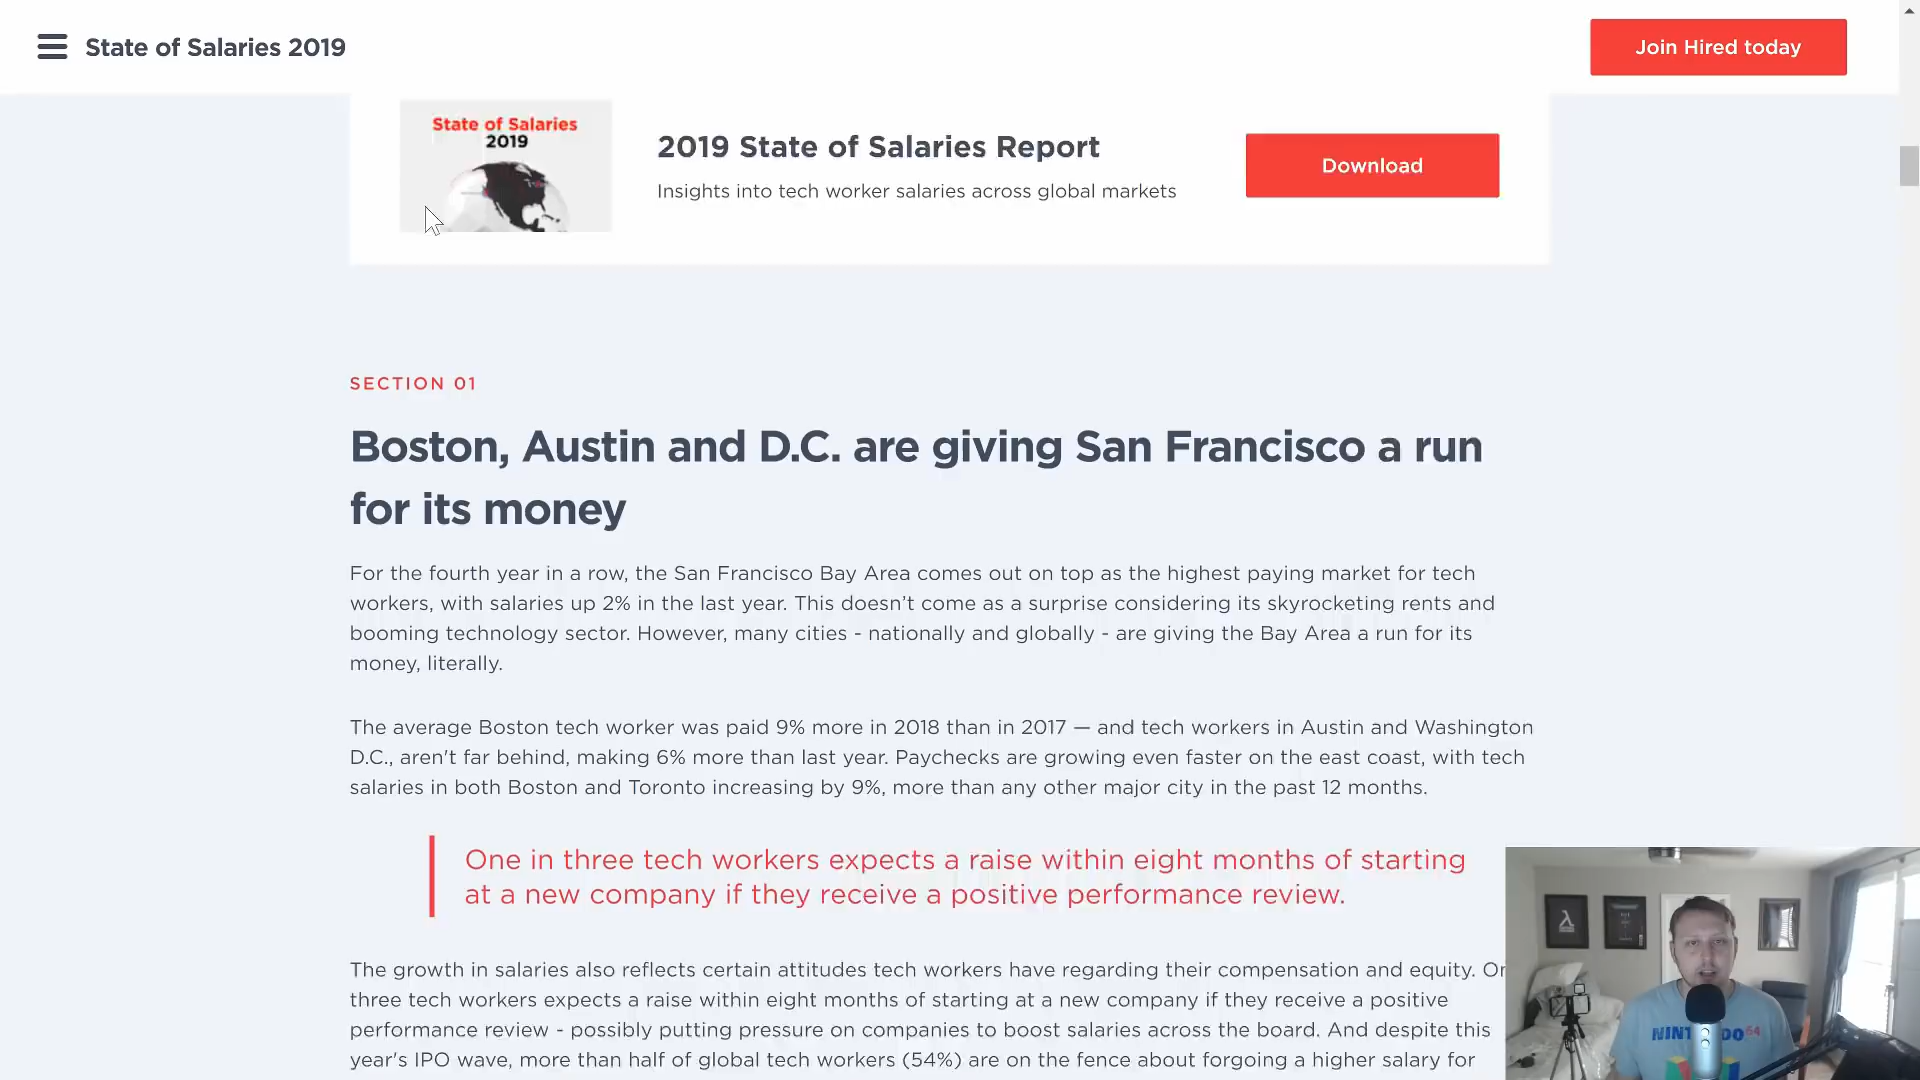 State of Salaries 2019
Join Hired today
State of Salaries
2019
2019 State of Salaries Report
Insights into tech worker salaries across global markets
Download
SECTION 01
Boston, Austin and D.C. are giving San Francisco a run
for its money
For the fourth year in a row, the San Francisco Bay Area comes out on top as the highest paying market for tech
workers, with salaries up 2% in the last year. This doesn’t come as a surprise considering its skyrocketing rents and
booming technology sector. However, many cities - nationally and globally - are giving the Bay Area a run for its
money, literally.
The average Boston tech worker was paid 9% more in 2018 than in 2017 — and tech workers in Austin and Washington
D.C., aren't far behind, making 6% more than last year. Paychecks are growing even faster on the east coast, with tech
salaries in both Boston and Toronto increasing by 9%, more than any other major city in the past 12 months.
One in three tech workers expects a raise within eight months of starting
at a new company if they receive a positive performance review.
The growth in salaries also reflects certain attitudes tech workers have regarding their compensation and equity.
three tech workers expects a raise within eight months of starting at a new company if they receive a positive
performance review - possibly putting pressure on companies to boost salaries across the board. And despite this
year's IPO wave, more than half of global tech workers (54%) are on the fence about forgoing a higher salary for
NINTENDO 64